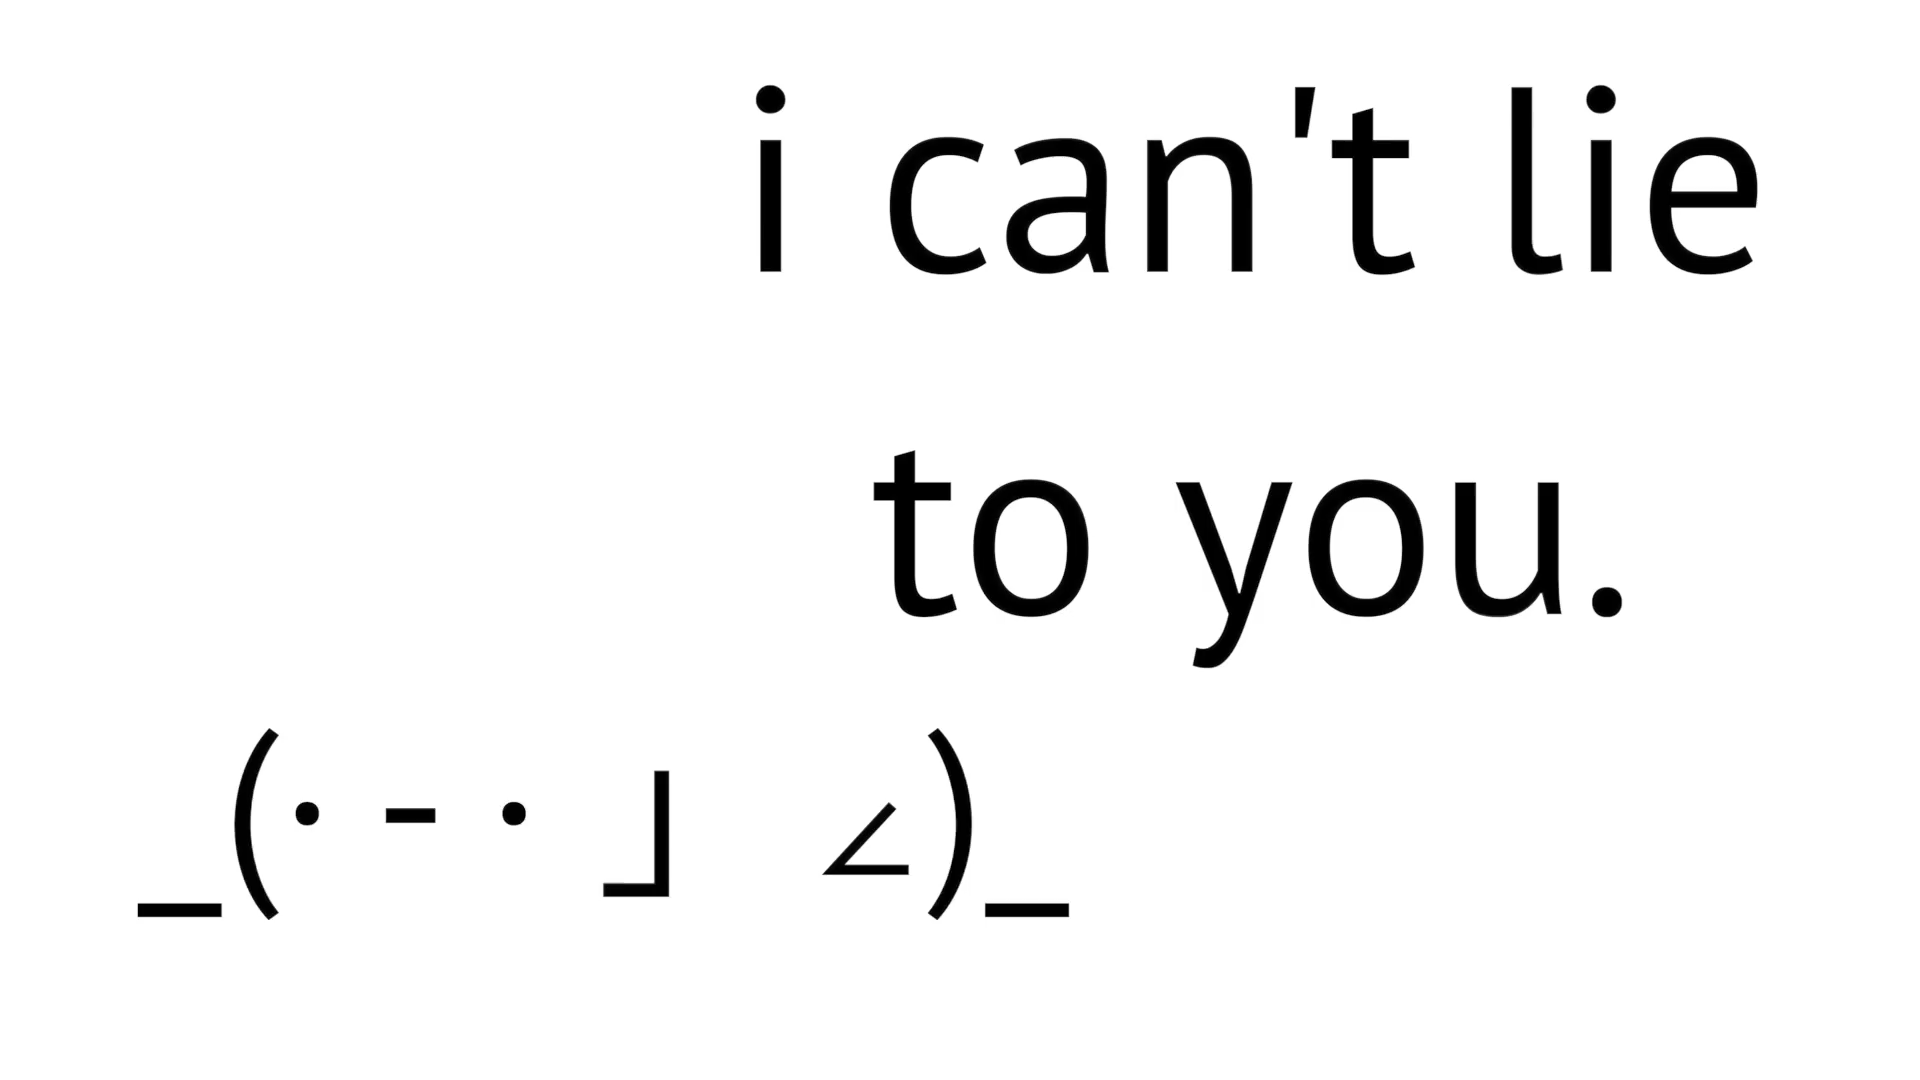 i can't lie
to you.
_(· - ·」 ∠)_